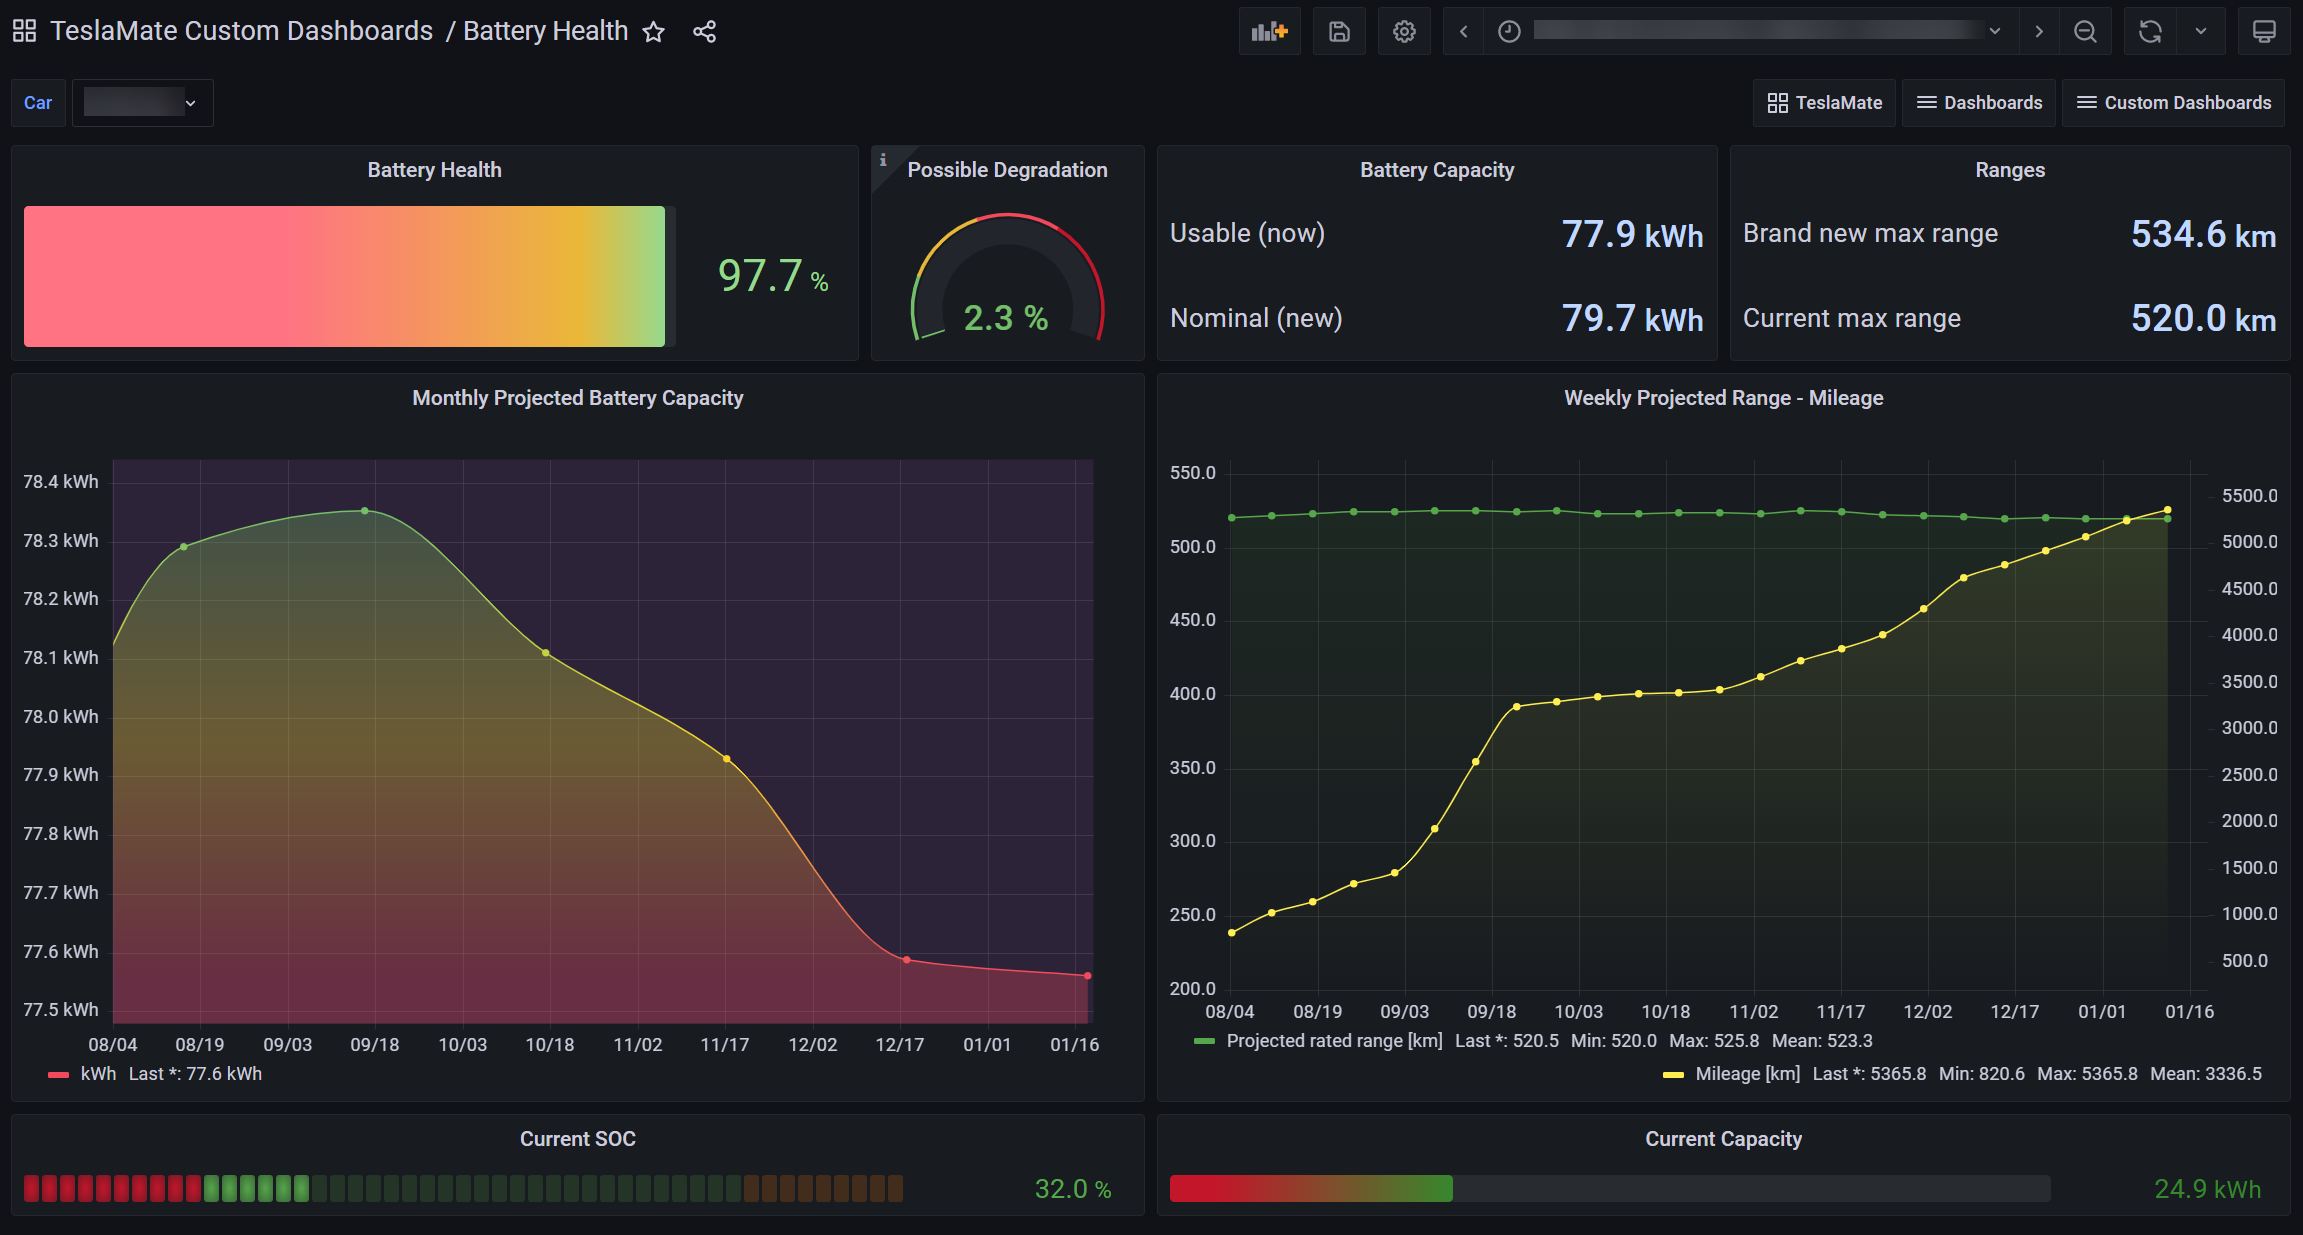 TeslaMate Custom Dashboards / Battery Health
Car
TeslaMate
Dashboards
Custom Dashboards
Battery Health
97.7 %
i
Possible Degradation
2.3 %
Battery Capacity
Usable (now) 77.9 kWh
Nominal (new) 79.7 kWh
Ranges
Brand new max range 534.6 km
Current max range 520.0 km
Monthly Projected Battery Capacity
78.4 kWh
78.3 kWh
78.2 kWh
78.1 kWh
78.0 kWh
77.9 kWh
77.8 kWh
77.7 kWh
77.6 kWh
77.5 kWh
08/04 08/19 09/03 09/18 10/03 10/18 11/02 11/17 12/02 12/17 01/01 01/16
kWh Last *: 77.6 kWh
Weekly Projected Range - Mileage
550.0
500.0
450.0
400.0
350.0
300.0
250.0
200.0
5500.0
5000.0
4500.0
4000.0
3500.0
3000.0
2500.0
2000.0
1500.0
1000.0
500.0
08/04 08/19 09/03 09/18 10/03 10/18 11/02 11/17 12/02 12/17 01/01 01/16
Projected rated range [km] Last *: 520.5 Min: 520.0 Max: 525.8 Mean: 523.3
Mileage [km] Last *: 5365.8 Min: 820.6 Max: 5365.8 Mean: 3336.5
Current SOC
32.0 %
Current Capacity
24.9 kWh